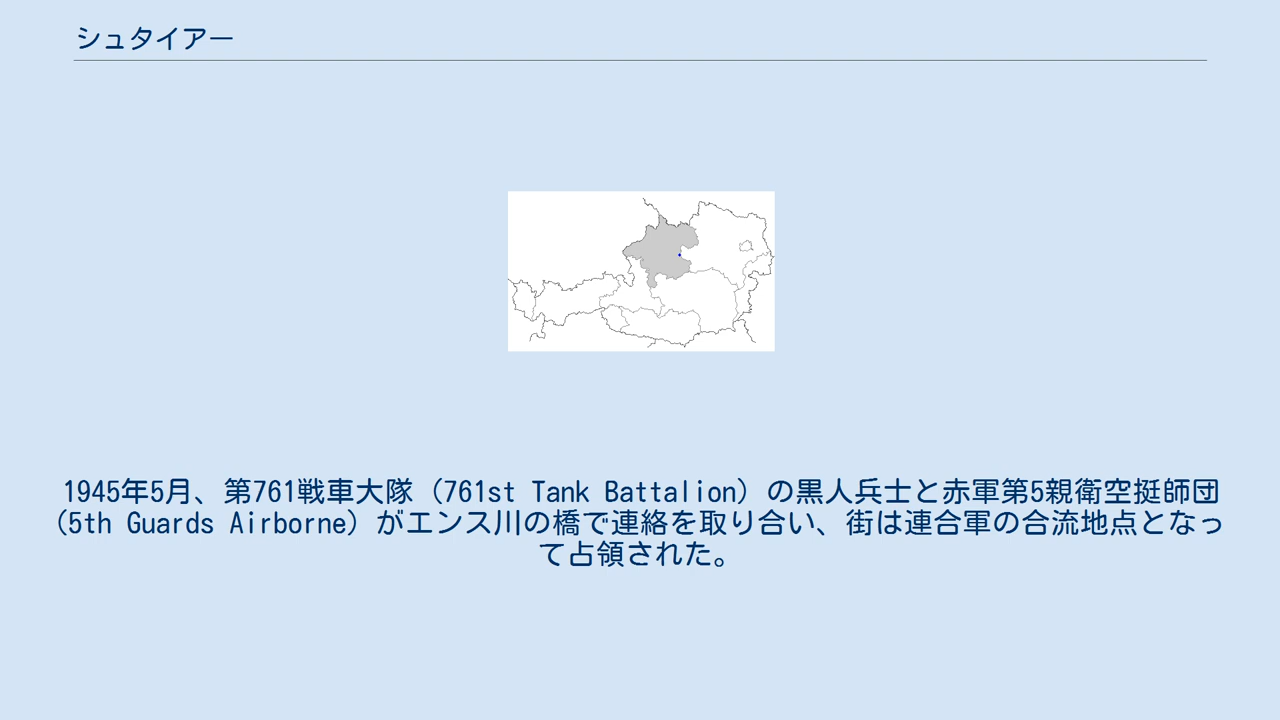 シュタイアー
1945年5月、第761戦車大隊（761st Tank Battalion）の黒人兵士と赤軍第5親衛空挺師団
（5th Guards Airborne）がエンス川の橋で連絡を取り合い、街は連合軍の合流地点となっ
て占領された。